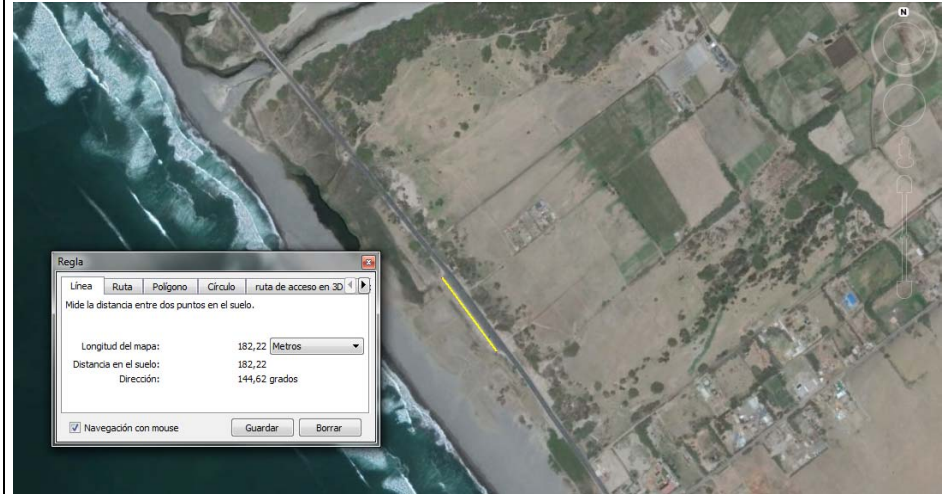 N
Regla
Línea Ruta Polígono Círculo ruta de acceso en 3D
Mide la distancia entre dos puntos en el suelo.
Longitud del mapa: 182,22 Metros
Distancia en el suelo: 182,22
Dirección: 144,62 grados
Navegación con mouse Guardar Borrar